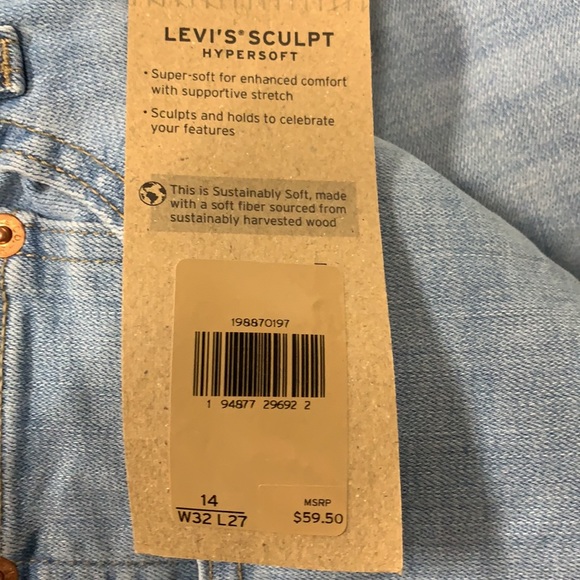 LEVI'S® SCULPT
HYPERSOFT
• Super-soft for enhanced comfort
with supportive stretch
• Sculpts and holds to celebrate
your features
This is Sustainably Soft, made
with a soft fiber sourced from
sustainably harvested wood
198870197
1 94877 29692 2
14
W32 L27
MSRP
$59.50